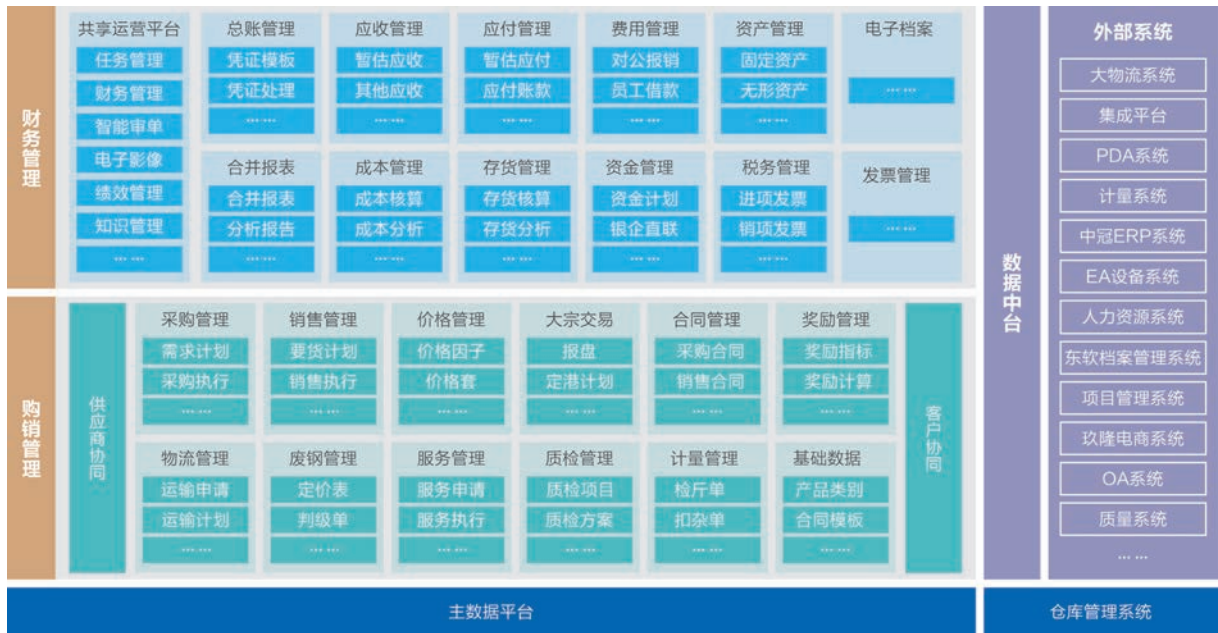 财务管理
共享运营平台
任务管理
财务管理
智能审单
电子影像
绩效管理
知识管理
... ...
总账管理
凭证模板
凭证处理
... ...
应收管理
暂估应收
其他应收
... ...
应付管理
暂估应付
应付账款
... ...
费用管理
对公报销
员工借款
... ...
资产管理
固定资产
无形资产
... ...
电子档案
... ...
合并报表
合并报表
分析报告
... ...
成本管理
成本核算
成本分析
... ...
存货管理
存货核算
存货分析
... ...
资金管理
资金计划
银企直联
... ...
税务管理
进项发票
销项发票
... ...
发票管理
... ...
购销管理
供应商协同
采购管理
需求计划
采购执行
... ...
销售管理
要货计划
销售执行
... ...
价格管理
价格因子
价格套
... ...
大宗交易
报盘
定港计划
... ...
合同管理
采购合同
销售合同
... ...
奖励管理
奖励指标
奖励计算
... ...
物流管理
运输申请
运输计划
... ...
废钢管理
定价表
判级单
... ...
服务管理
服务申请
服务执行
... ...
质检管理
质检项目
质检方案
... ...
计量管理
检斤单
扣杂单
... ...
基础数据
产品类别
合同模板
... ...
客户协同
数据中台
外部系统
大物流系统
集成平台
PDA系统
计量系统
中冠ERP系统
EA设备系统
人力资源系统
东软档案管理系统
项目管理系统
玖隆电商系统
OA系统
质量系统
... ...
主数据平台
仓库管理系统